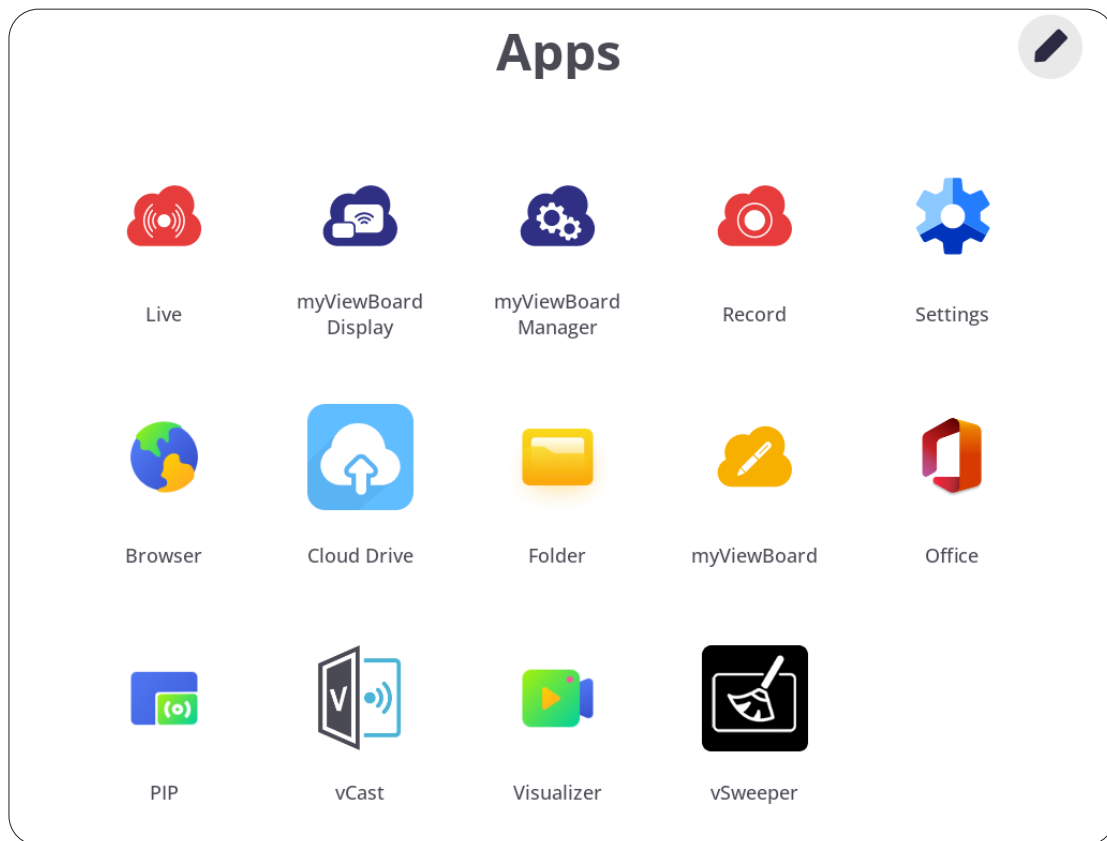 Apps
Live
myViewBoard
Display
myViewBoard
Manager
Record
Settings
Browser
Cloud Drive
Folder
myViewBoard
Office
V
PIP
vCast
Visualizer
vSweeper